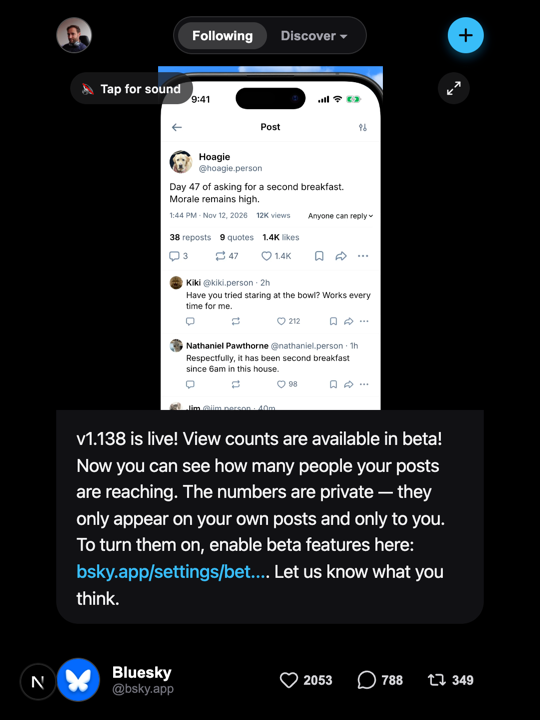 Following
Discover
Tap for sound
9:41
Post
Hoagie
@hoagie.person
Day 47 of asking for a second breakfast.
Morale remains high.
1:44 PM · Nov 12, 2026 12K views Anyone can reply
38 reposts 9 quotes 1.4K likes
3 47 1.4K
Kiki @kiki.person · 2h
Have you tried staring at the bowl? Works every
time for me.
212
Nathaniel Pawthorne @nathaniel.person · 1h
Respectfully, it has been second breakfast
since 6am in this house.
98
Jim @jim.person · 40m
v1.138 is live! View counts are available in beta!
Now you can see how many people your posts
are reaching. The numbers are private — they
only appear on your own posts and only to you.
To turn them on, enable beta features here:
bsky.app/settings/bet.... Let us know what you
think.
N
Bluesky
@bsky.app
2053 788 349